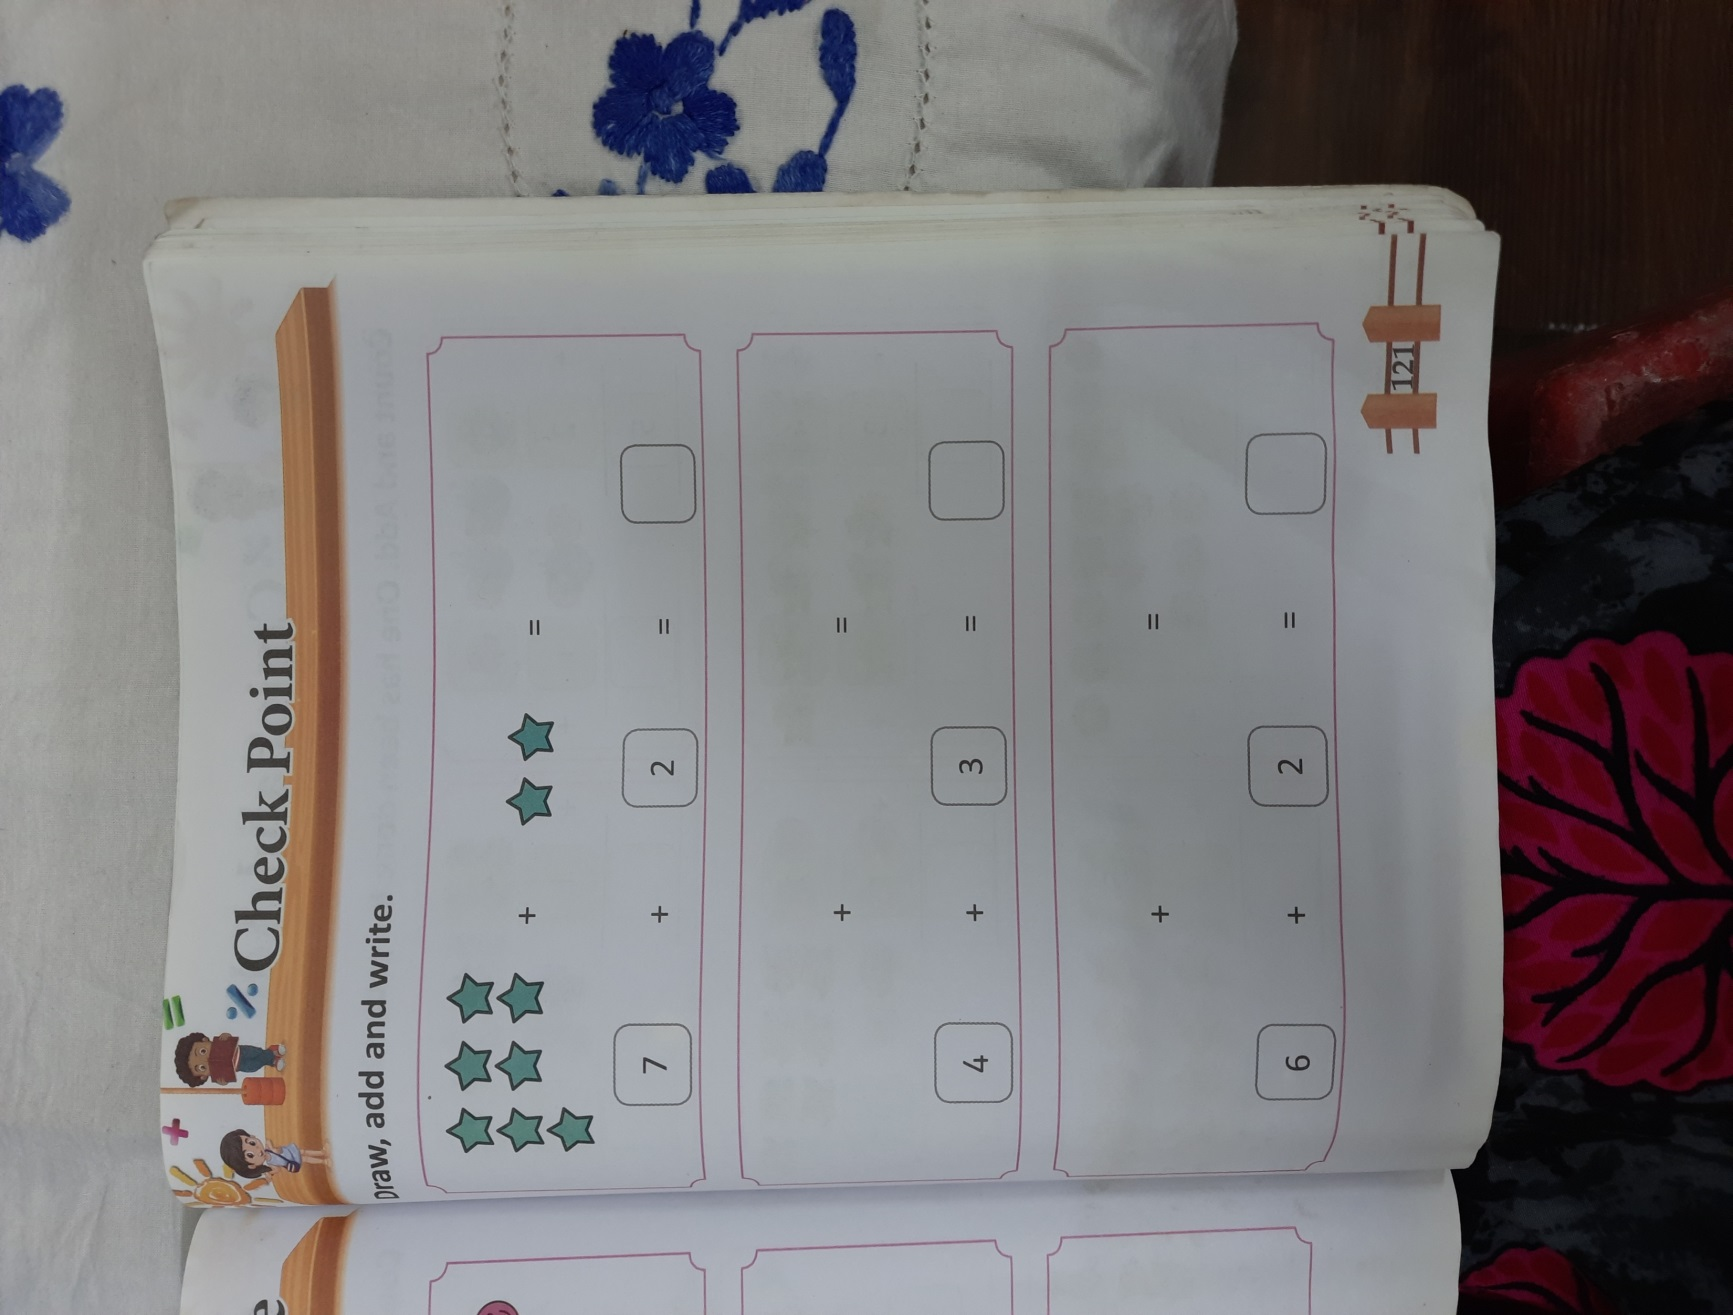 Check Point
Draw, add and write.
+ =
7 + 2 =
+ =
4 + 3 =
+ =
6 + 2 =
121